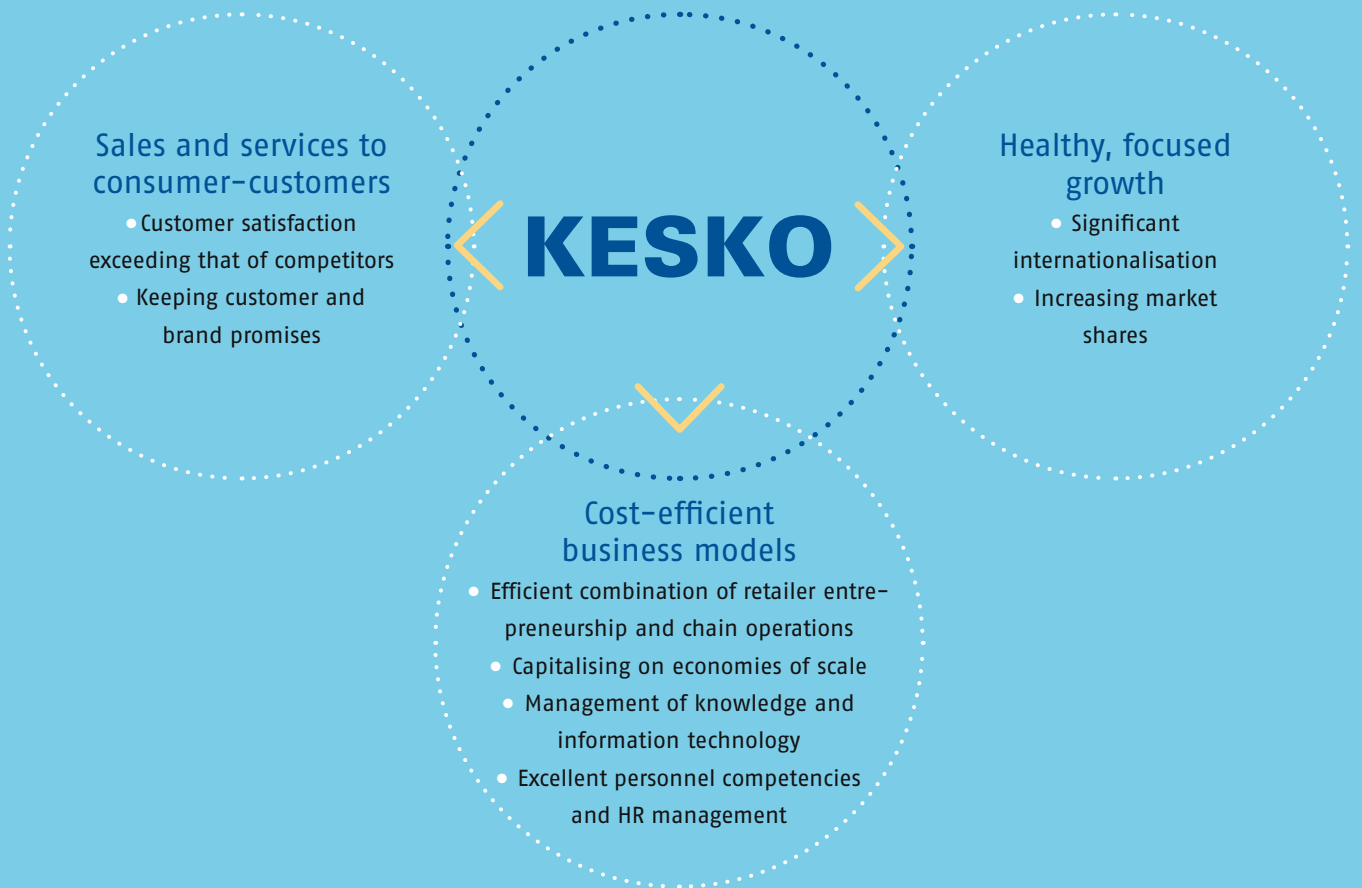 Sales and services to
consumer-customers
• Customer satisfaction
exceeding that of competitors
• Keeping customer and
brand promises
KESKO
Healthy, focused
growth
• Significant
internationalisation
• Increasing market
shares
Cost-efficient
business models
• Efficient combination of retailer entre-
preneurship and chain operations
• Capitalising on economies of scale
• Management of knowledge and
information technology
• Excellent personnel competencies
and HR management